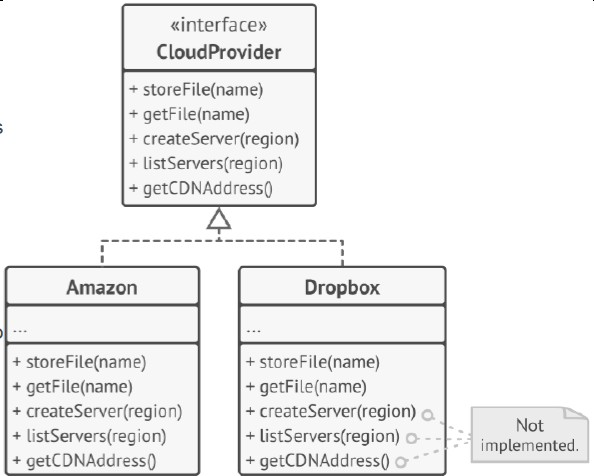 «interface»
CloudProvider
+ storeFile(name)
+ getFile(name)
+ createServer(region)
+ listServers(region)
+ getCDNAddress()
Amazon
...
+ storeFile(name)
+ getFile(name)
+ createServer(region)
+ listServers(region)
+ getCDNAddress()
Dropbox
...
+ storeFile(name)
+ getFile(name)
+ createServer(region)
+ listServers(region)
+ getCDNAddress()
Not
implemented.